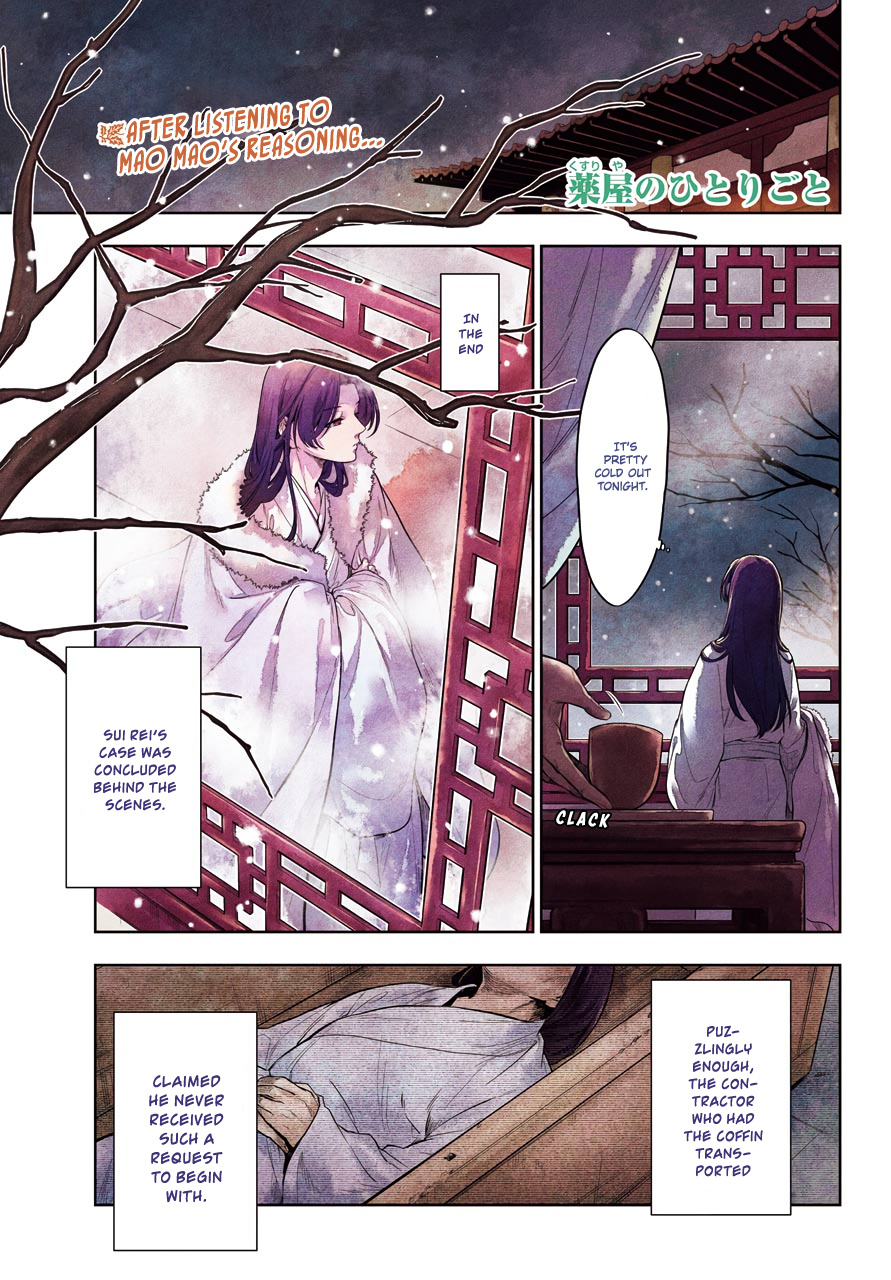 AFTER LISTENING TO
MAO MAO'S REASONING...
くすり や
薬屋のひとりごと
IT'S
PRETTY
COLD OUT
TONIGHT.
CLACK
IN
THE
END
SUI REI'S
CASE WAS
CONCLUDED
BEHIND THE
SCENES.
PUZ-
ZLINGLY
ENOUGH,
THE CON-
TRACTOR
WHO HAD
THE COFFIN
TRANS-
PORTED
CLAIMED
HE NEVER
RECEIVED
SUCH A
REQUEST
TO BEGIN
WITH.